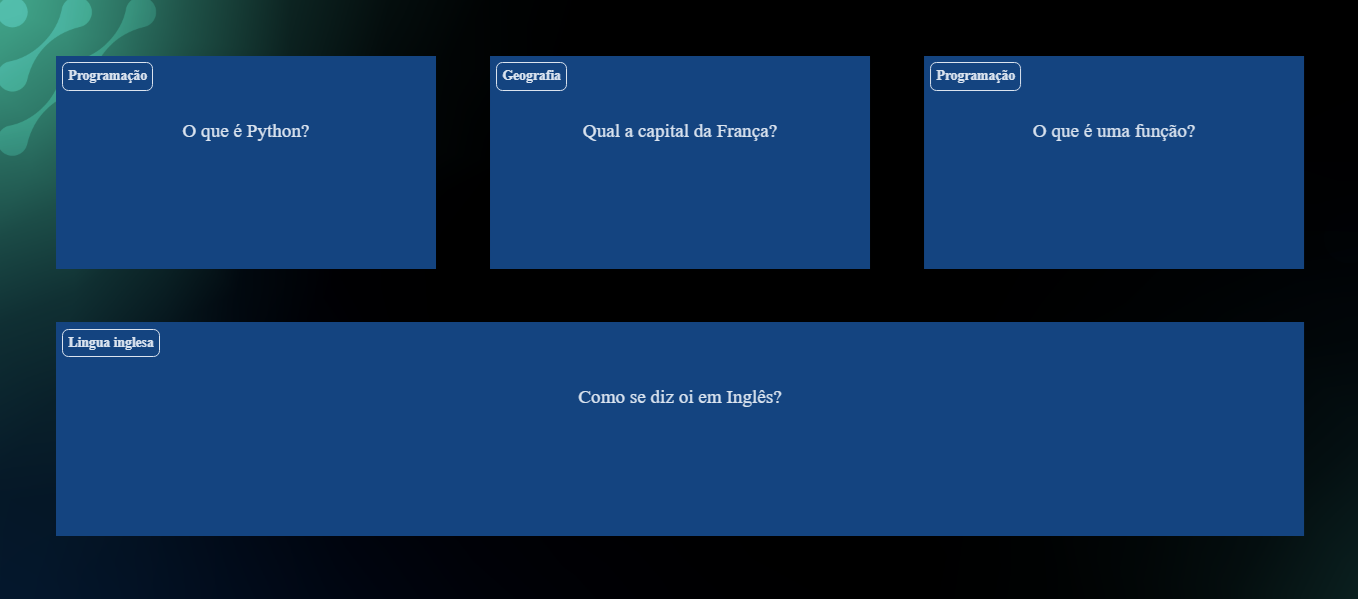 Programação
O que é Python?
Geografia
Qual a capital da França?
Programação
O que é uma função?
Lingua inglesa
Como se diz oi em Inglês?